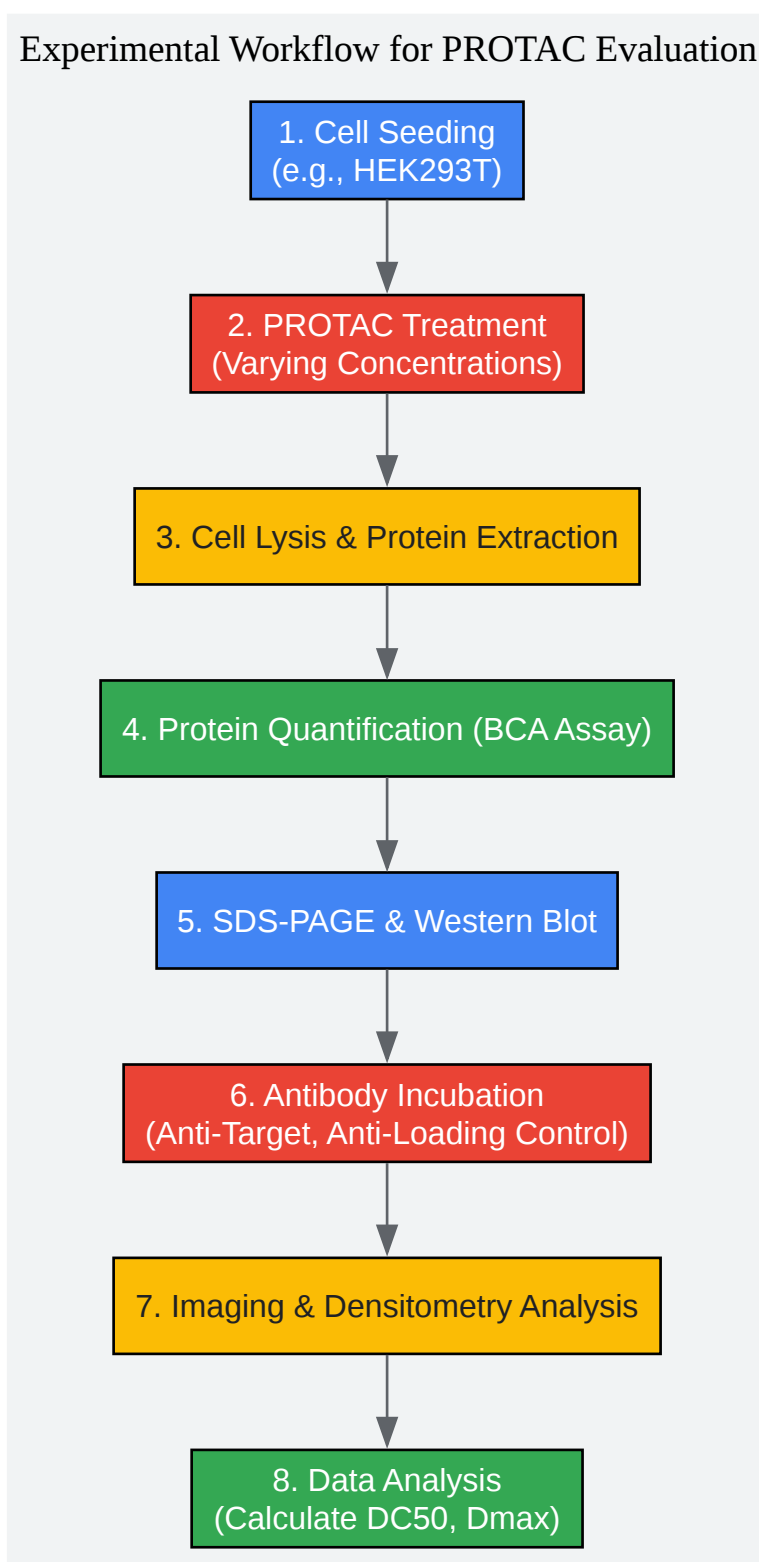 Experimental Workflow for PROTAC Evaluation
1. Cell Seeding
(e.g., HEK293T)
2. PROTAC Treatment
(Varying Concentrations)
3. Cell Lysis & Protein Extraction
4. Protein Quantification (BCA Assay)
5. SDS-PAGE & Western Blot
6. Antibody Incubation
(Anti-Target, Anti-Loading Control)
7. Imaging & Densitometry Analysis
8. Data Analysis
(Calculate DC50, Dmax)